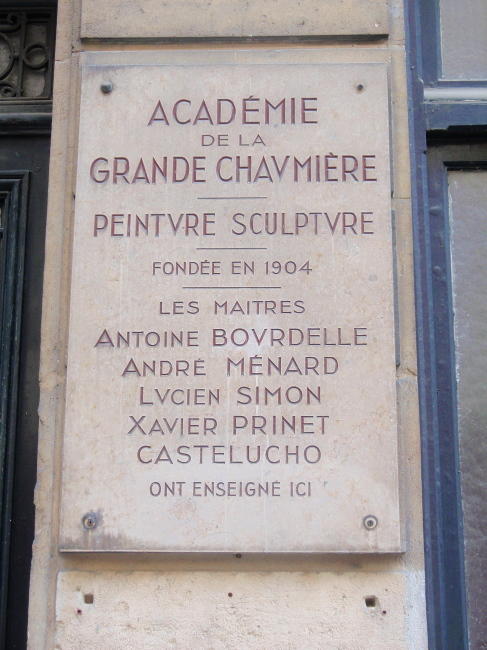 ACADÉMIE
DE LA
GRANDE CHAVMIÈRE
PEINTVRE SCULPTVRE
FONDÉE EN 1904
LES MAITRES
ANTOINE BOVRDELLE
ANDRÉ MÉNARD
LVCIEN SIMON
XAVIER PRINET
CASTELUCHO
ONT ENSEIGNÉ ICI